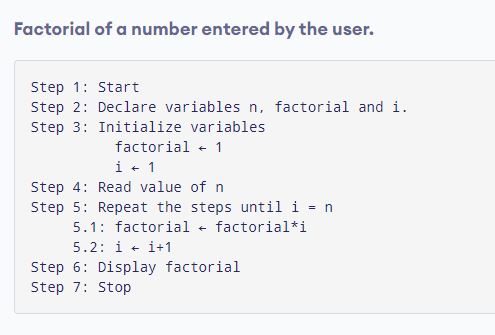 Factorial of a number entered by the user.
Step 1: Start
Step 2: Declare variables n, factorial and i.
Step 3: Initialize variables
factorial ← 1
i ← 1
Step 4: Read value of n
Step 5: Repeat the steps until i = n
5.1: factorial ← factorial*i
5.2: i ← i+1
Step 6: Display factorial
Step 7: Stop